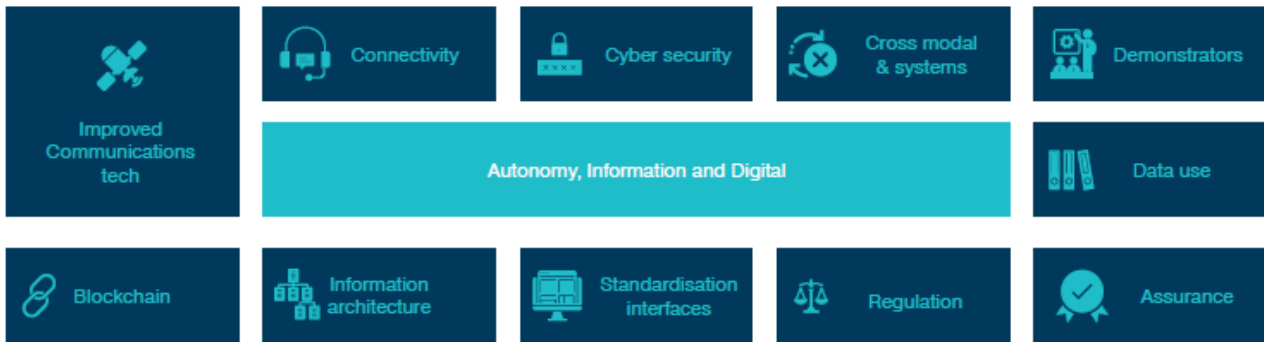 Connectivity
Cyber security
Cross modal
& systems
Demonstrators
Improved
Communications
tech
Autonomy, Information and Digital
Data use
Blockchain
Information
architecture
Standardisation
interfaces
Regulation
Assurance